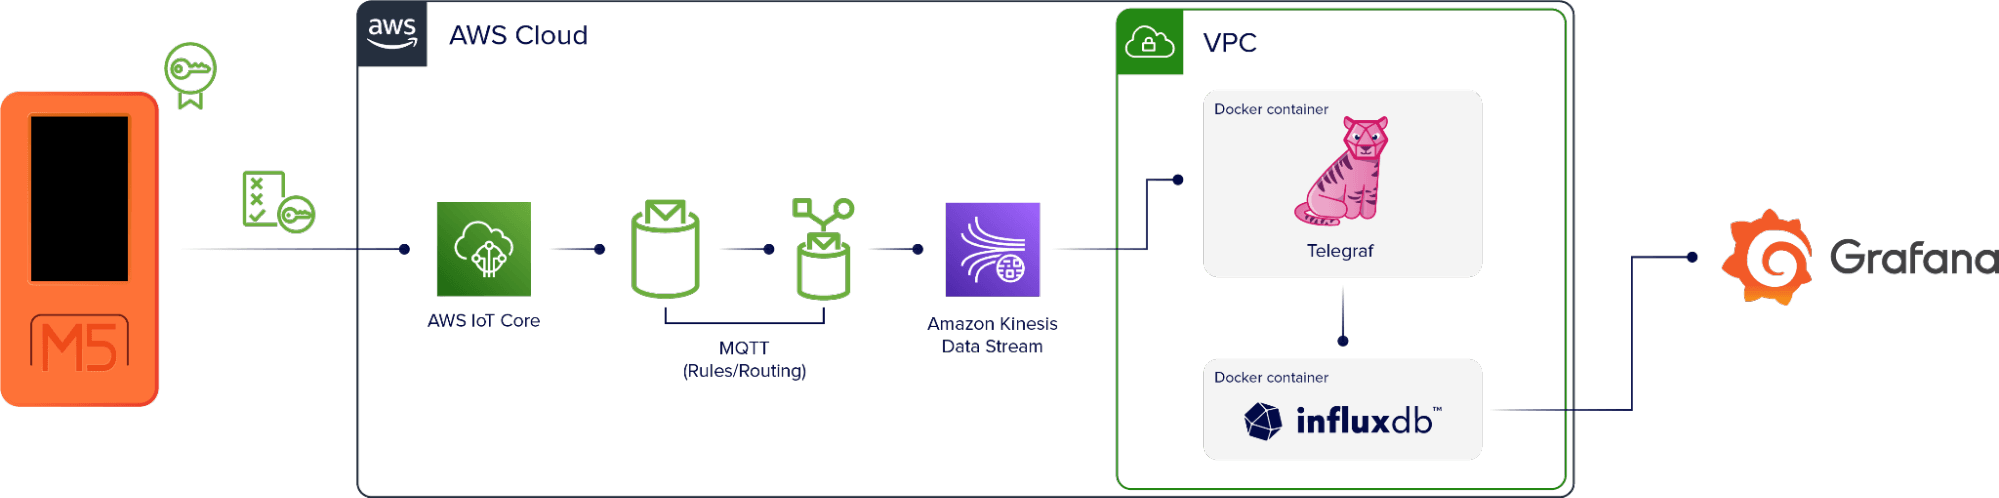 aws
AWS Cloud
VPC
Docker container
Telegraf
M5
AWS IoT Core
MQTT
(Rules/Routing)
Amazon Kinesis
Data Stream
Docker container
influxdb™
Grafana